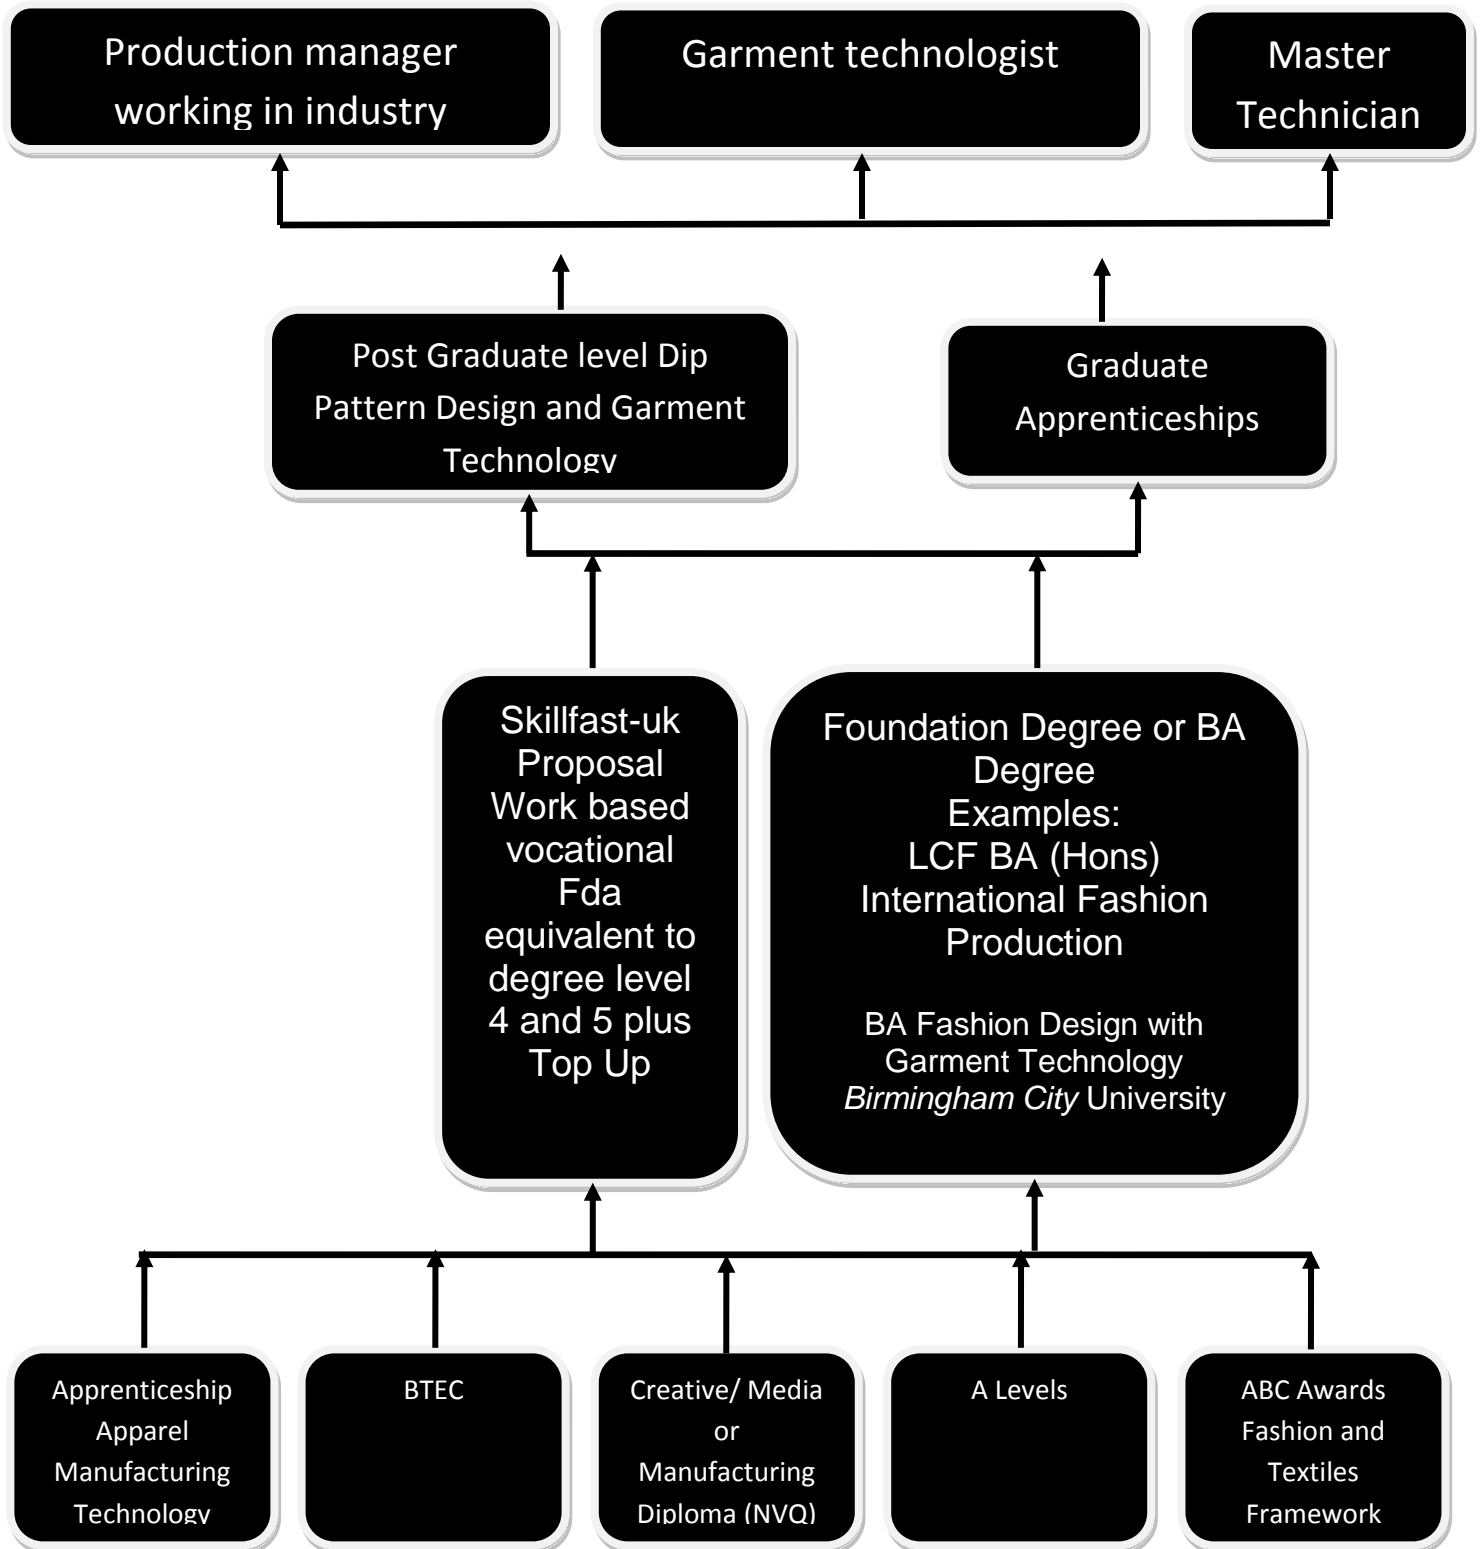 Production manager
working in industry
Garment technologist
Master
Technician
Post Graduate level Dip
Pattern Design and Garment
Technology
Graduate
Apprenticeships
Skillfast-uk
Proposal
Work based
vocational
Fda
equivalent to
degree level
4 and 5 plus
Top Up
Foundation Degree or BA
Degree
Examples:
LCF BA (Hons)
International Fashion
Production
BA Fashion Design with
Garment Technology
Birmingham City University
Apprenticeship
Apparel
Manufacturing
Technology
BTEC
Creative/ Media
or
Manufacturing
Diploma (NVQ)
A Levels
ABC Awards
Fashion and
Textiles
Framework